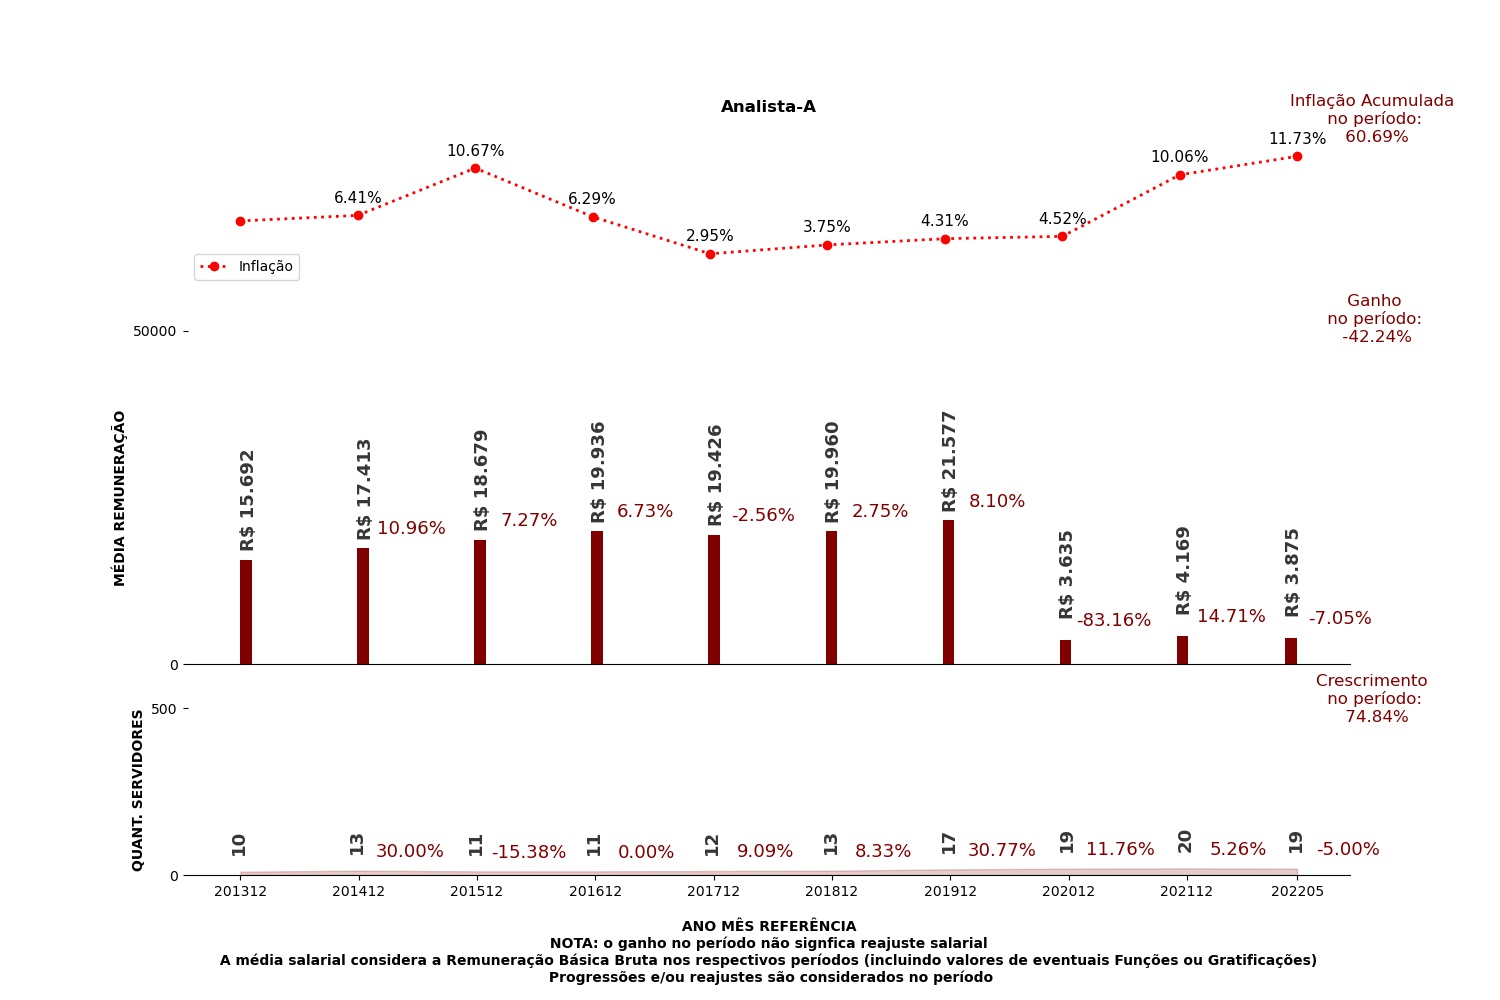 Analista-A
Inflação Acumulada
no período:
60.69%
6.41%
10.67%
6.29%
2.95%
3.75%
4.31%
4.52%
10.06%
11.73%
Inflação
Ganho
no período:
-42.24%
50000
0
MÉDIA REMUNERAÇÃO
R$ 15.692
R$ 17.413
10.96%
R$ 18.679
7.27%
R$ 19.936
6.73%
R$ 19.426
-2.56%
R$ 19.960
2.75%
R$ 21.577
8.10%
R$ 3.635
-83.16%
R$ 4.169
14.71%
R$ 3.875
-7.05%
Crescrimento
no período:
74.84%
500
0
QUANT. SERVIDORES
10
13
30.00%
11
-15.38%
11
0.00%
12
9.09%
13
8.33%
17
30.77%
19
11.76%
20
5.26%
19
-5.00%
201312
201412
201512
201612
201712
201812
201912
202012
202112
202205
ANO MÊS REFERÊNCIA
NOTA: o ganho no período não signfica reajuste salarial
A média salarial considera a Remuneração Básica Bruta nos respectivos períodos (incluindo valores de eventuais Funções ou Gratificações)
Progressões e/ou reajustes são considerados no período